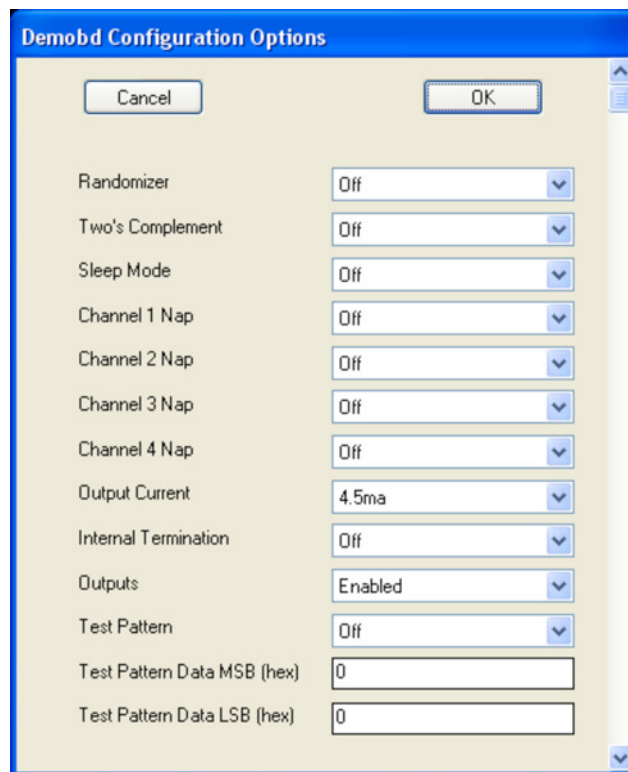 Demobd Configuration Options
Cancel OK
Randomizer Off
Two's Complement Off
Sleep Mode Off
Channel 1 Nap Off
Channel 2 Nap Off
Channel 3 Nap Off
Channel 4 Nap Off
Output Current 4.5ma
Internal Termination Off
Outputs Enabled
Test Pattern Off
Test Pattern Data MSB (hex) 0
Test Pattern Data LSB (hex) 0